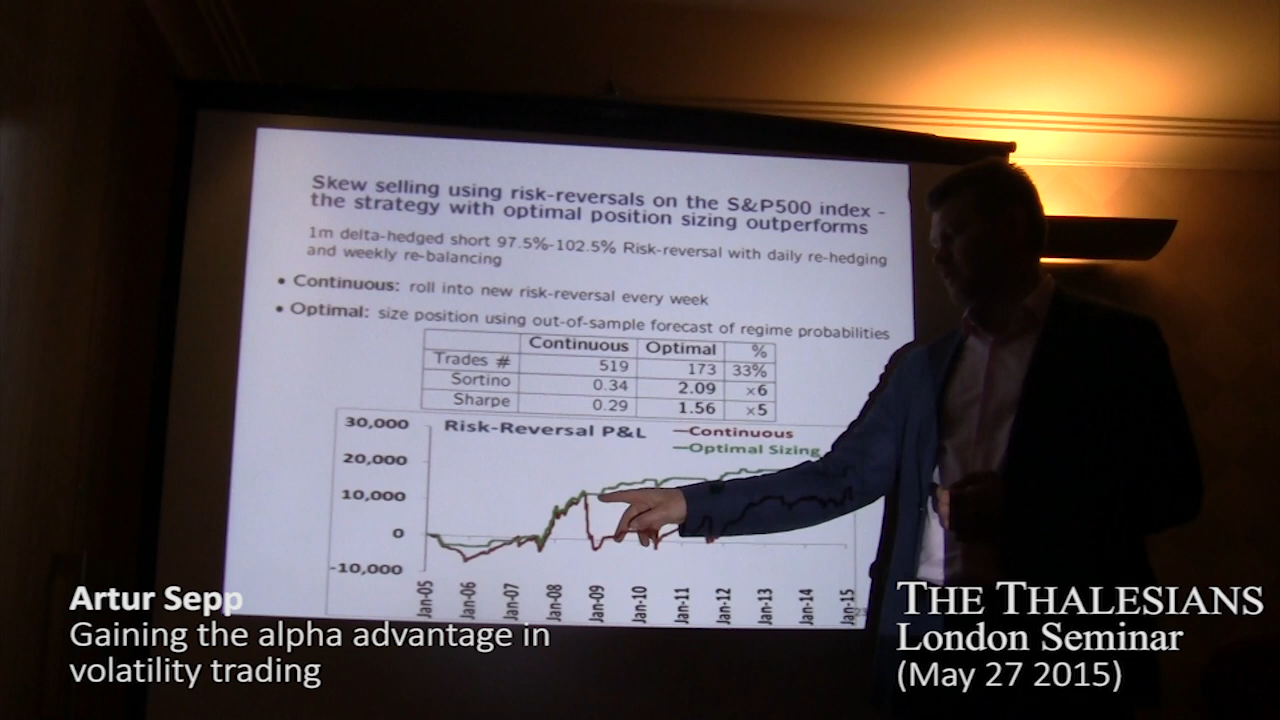 Skew selling using risk-reversals on the S&P500 index -
the strategy with optimal position sizing outperforms
1m delta-hedged short 97.5%-102.5% Risk-reversal with daily re-hedging
and weekly re-balancing
• Continuous: roll into new risk-reversal every week
• Optimal: size position using out-of-sample forecast of regime probabilities
Continuous Optimal %
Trades # 519 173 33%
Sortino 0.34 2.09 ×6
Sharpe 0.29 1.56 ×5
Risk-Reversal P&L
Continuous
Optimal Sizing
30,000
20,000
10,000
0
-10,000
Jan-05 Jan-06 Jan-07 Jan-08 Jan-09 Jan-10 Jan-11 Jan-12 Jan-13 Jan-14 Jan-15
23
Artur Sepp
Gaining the alpha advantage in
volatility trading
THE THALESIANS
London Seminar
(May 27 2015)